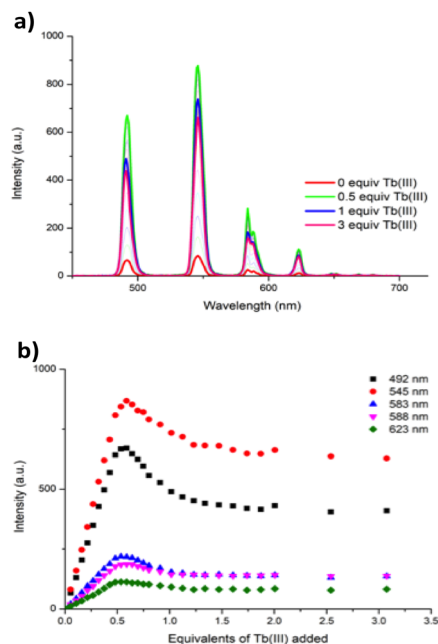 a)
1000
800
600
400
200
0
Intensity (a.u.)
0 equiv Tb(III)
0.5 equiv Tb(III)
1 equiv Tb(III)
3 equiv Tb(III)
500
600
700
Wavelength (nm)
b)
1000
500
0
Intensity (a.u.)
492 nm
545 nm
583 nm
588 nm
623 nm
0.0 0.5 1.0 1.5 2.0 2.5 3.0 3.5
Equivalents of Tb(III) added